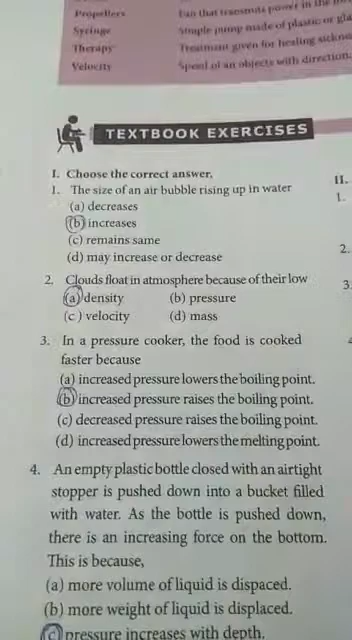 Propellers Fan that transmits power in the
Syringe Simple pump made of plastic or
Therapy Treatment given for healing
Velocity Speed of an objects with direction.
TEXTBOOK EXERCISES
I. Choose the correct answer,
1. The size of an air bubble rising up in water
(a) decreases
(b) increases
(c) remains same
(d) may increase or decrease
2. Clouds float in atmosphere because of their low
(a) density (b) pressure
(c) velocity (d) mass
3. In a pressure cooker, the food is cooked
faster because
(a) increased pressure lowers the boiling point.
(b) increased pressure raises the boiling point.
(c) decreased pressure raises the boiling point.
(d) increased pressure lowers the melting point.
4. An empty plastic bottle closed with an airtight
stopper is pushed down into a bucket filled
with water. As the bottle is pushed down,
there is an increasing force on the bottom.
This is because,
(a) more volume of liquid is dispaced.
(b) more weight of liquid is displaced.
(c) pressure increases with depth.
II.
1.
2.
3.